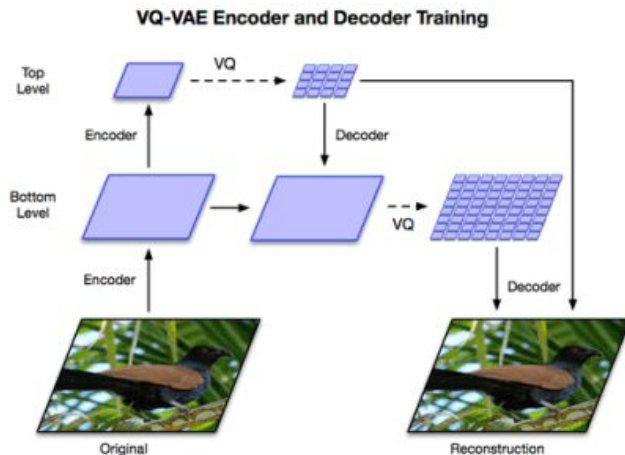 VQ-VAE Encoder and Decoder Training
Top
Level
VQ
Encoder
Decoder
Bottom
Level
VQ
Encoder
Decoder
Original
Reconstruction